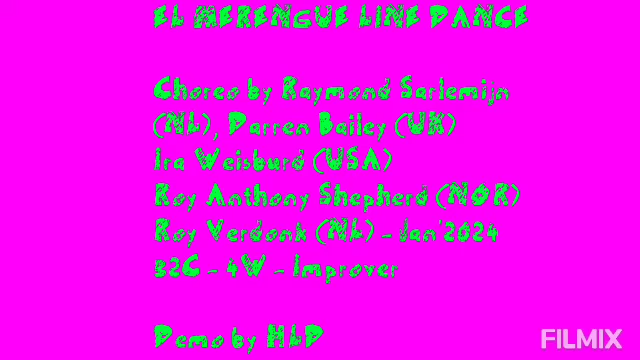 EL MERENGUE LINE DANCE
Choreo by Raymond Sarlemijn
(NL), Darren Bailey (UK)
Ira Weisburd (USA)
Roy Anthony Shepherd (NOR)
Roy Verdonk (NL) - Jan'2024
32C - 4W - Improver
Demo by HLD
FILMIX